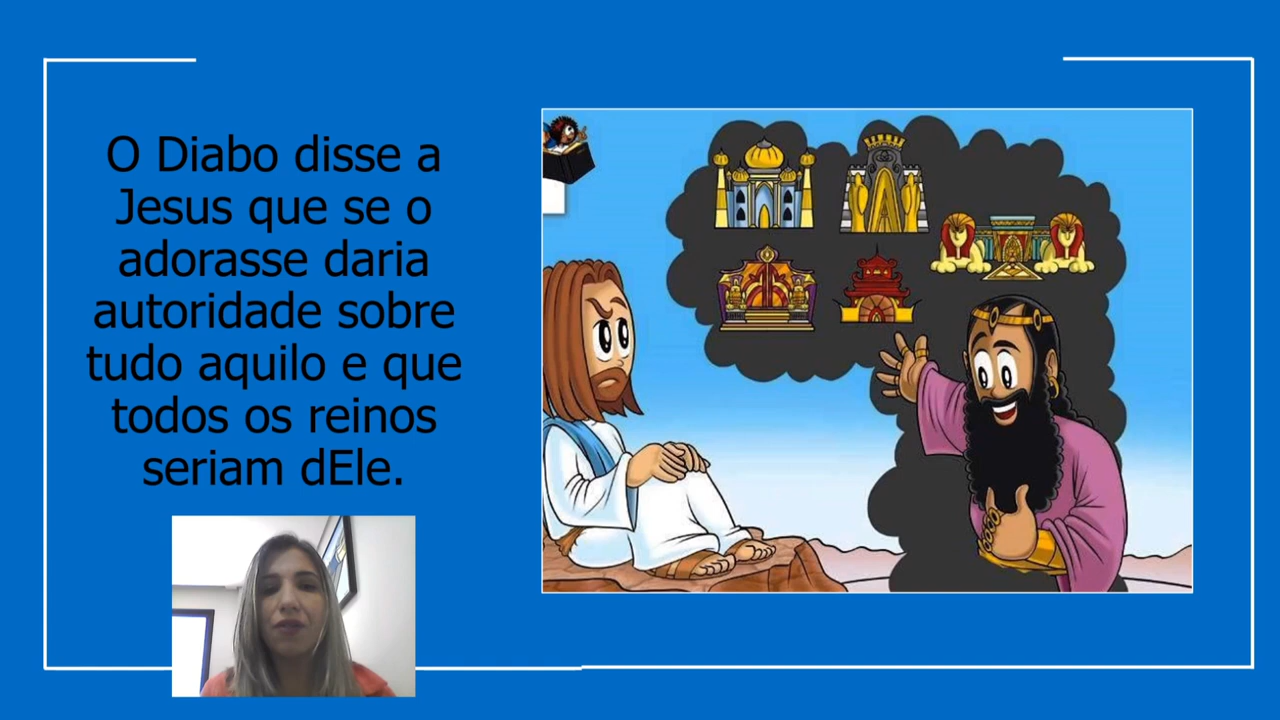 O Diabo disse a
Jesus que se o
adorasse daria
autoridade sobre
tudo aquilo e que
todos os reinos
seriam dEle.